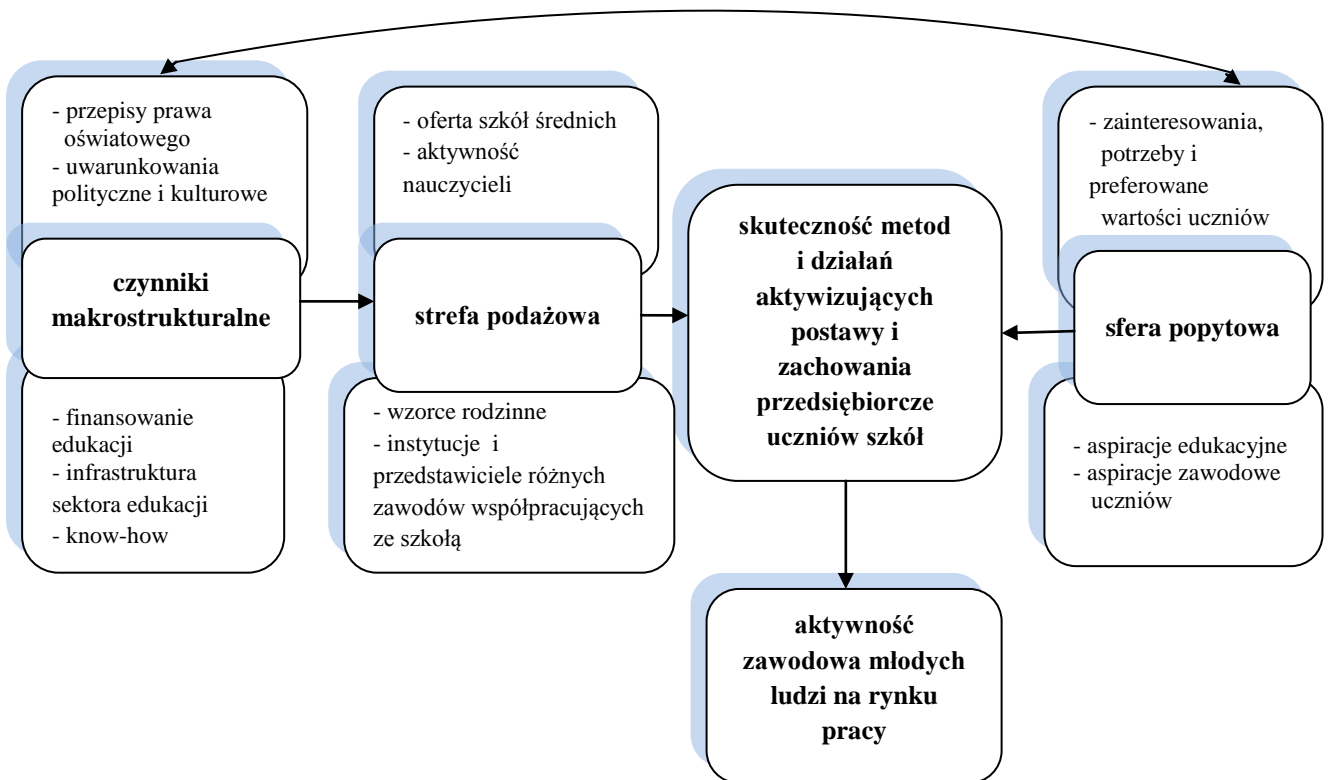 - przepisy prawa
oświatowego
- uwarunkowania
polityczne i kulturowe
czynniki
makrostrukturalne
- finansowanie
edukacji
- infrastruktura
sektora edukacji
- know-how
- oferta szkół średnich
- aktywność
nauczycieli
strefa podażowa
- wzorce rodzinne
- instytucje i
przedstawiciele różnych
zawodów współpracujących
ze szkołą
skuteczność metod
i działań
aktywizujących
postawy i
zachowania
przedsiębiorcze
uczniów szkół
aktywność
zawodowa młodych
ludzi na rynku
pracy
- zainteresowania,
potrzeby i
preferowane
wartości uczniów
sfera popytowa
- aspiracje edukacyjne
- aspiracje zawodowe
uczniów